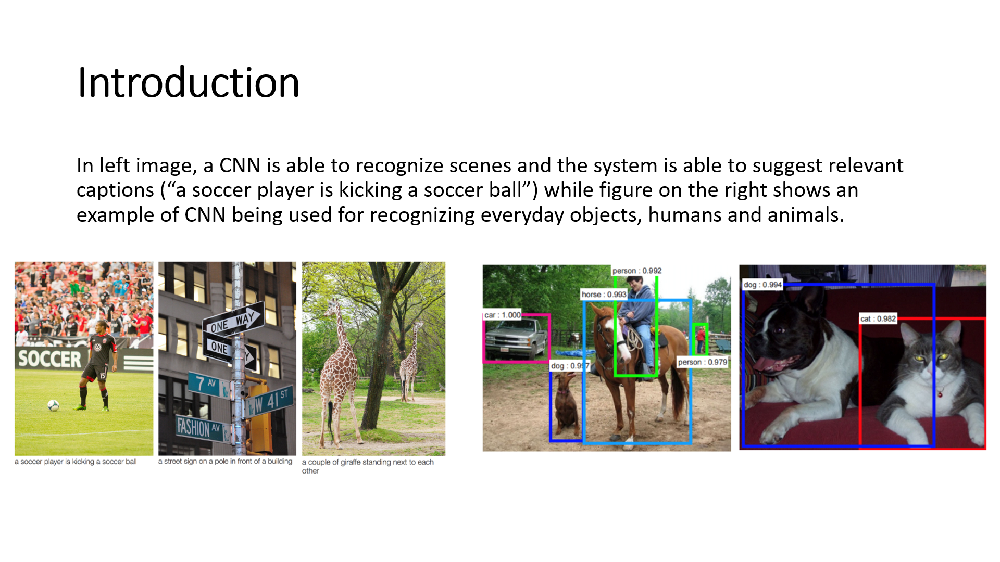 Introduction
In left image, a CNN is able to recognize scenes and the system is able to suggest relevant
captions (“a soccer player is kicking a soccer ball”) while figure on the right shows an
example of CNN being used for recognizing everyday objects, humans and animals.
SOCCER
15
a soccer player is kicking a soccer ball
ONE WAY
ONE
7 AV
W 41 ST
FASHION AV
a street sign on a pole in front of a building
a couple of giraffe standing next to each
other
person : 0.992
horse : 0.993
car : 1.000
dog : 0.997
person : 0.979
dog : 0.994
cat : 0.982